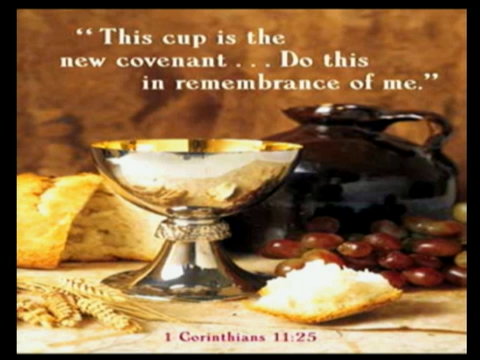 “This cup is the
new covenant . . . Do this
in remembrance of me.”
1 Corinthians 11:25